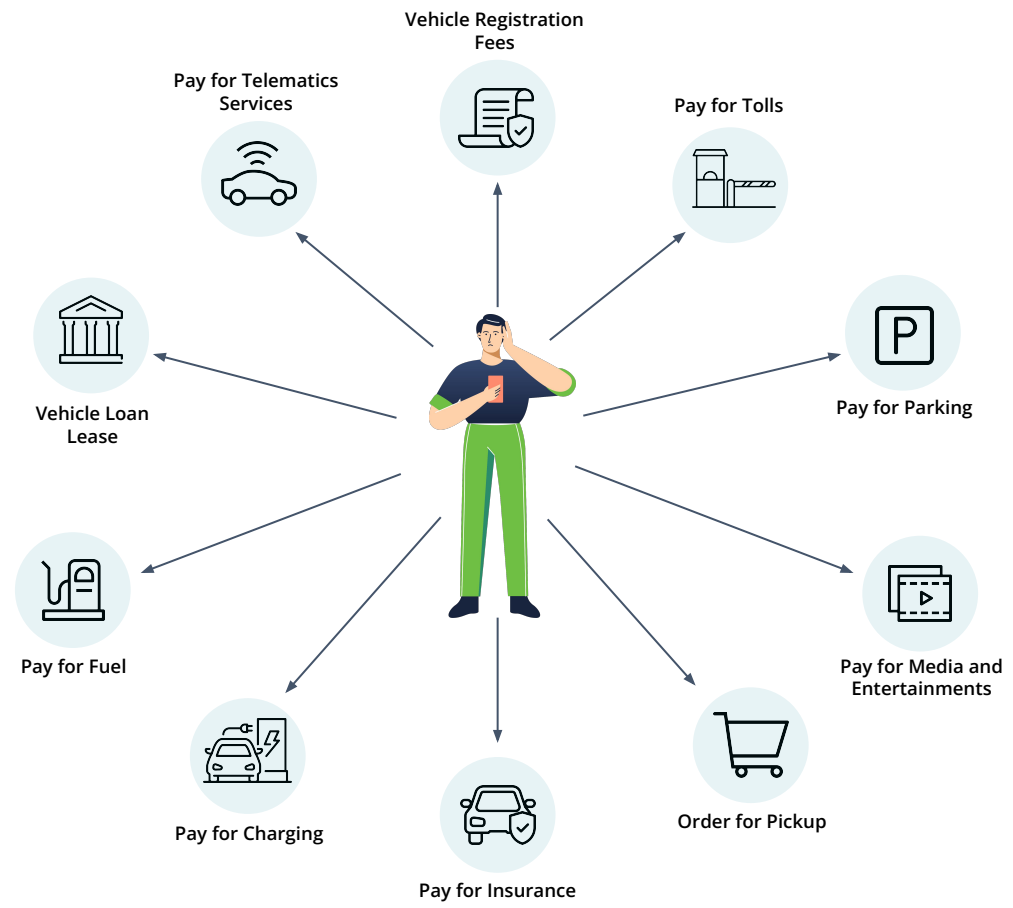 Vehicle Registration
Fees
Pay for Telematics
Services
Pay for Tolls
P
Pay for Parking
Vehicle Loan
Lease
Pay for Fuel
Pay for Media and
Entertainments
Order for Pickup
Pay for Charging
Pay for Insurance